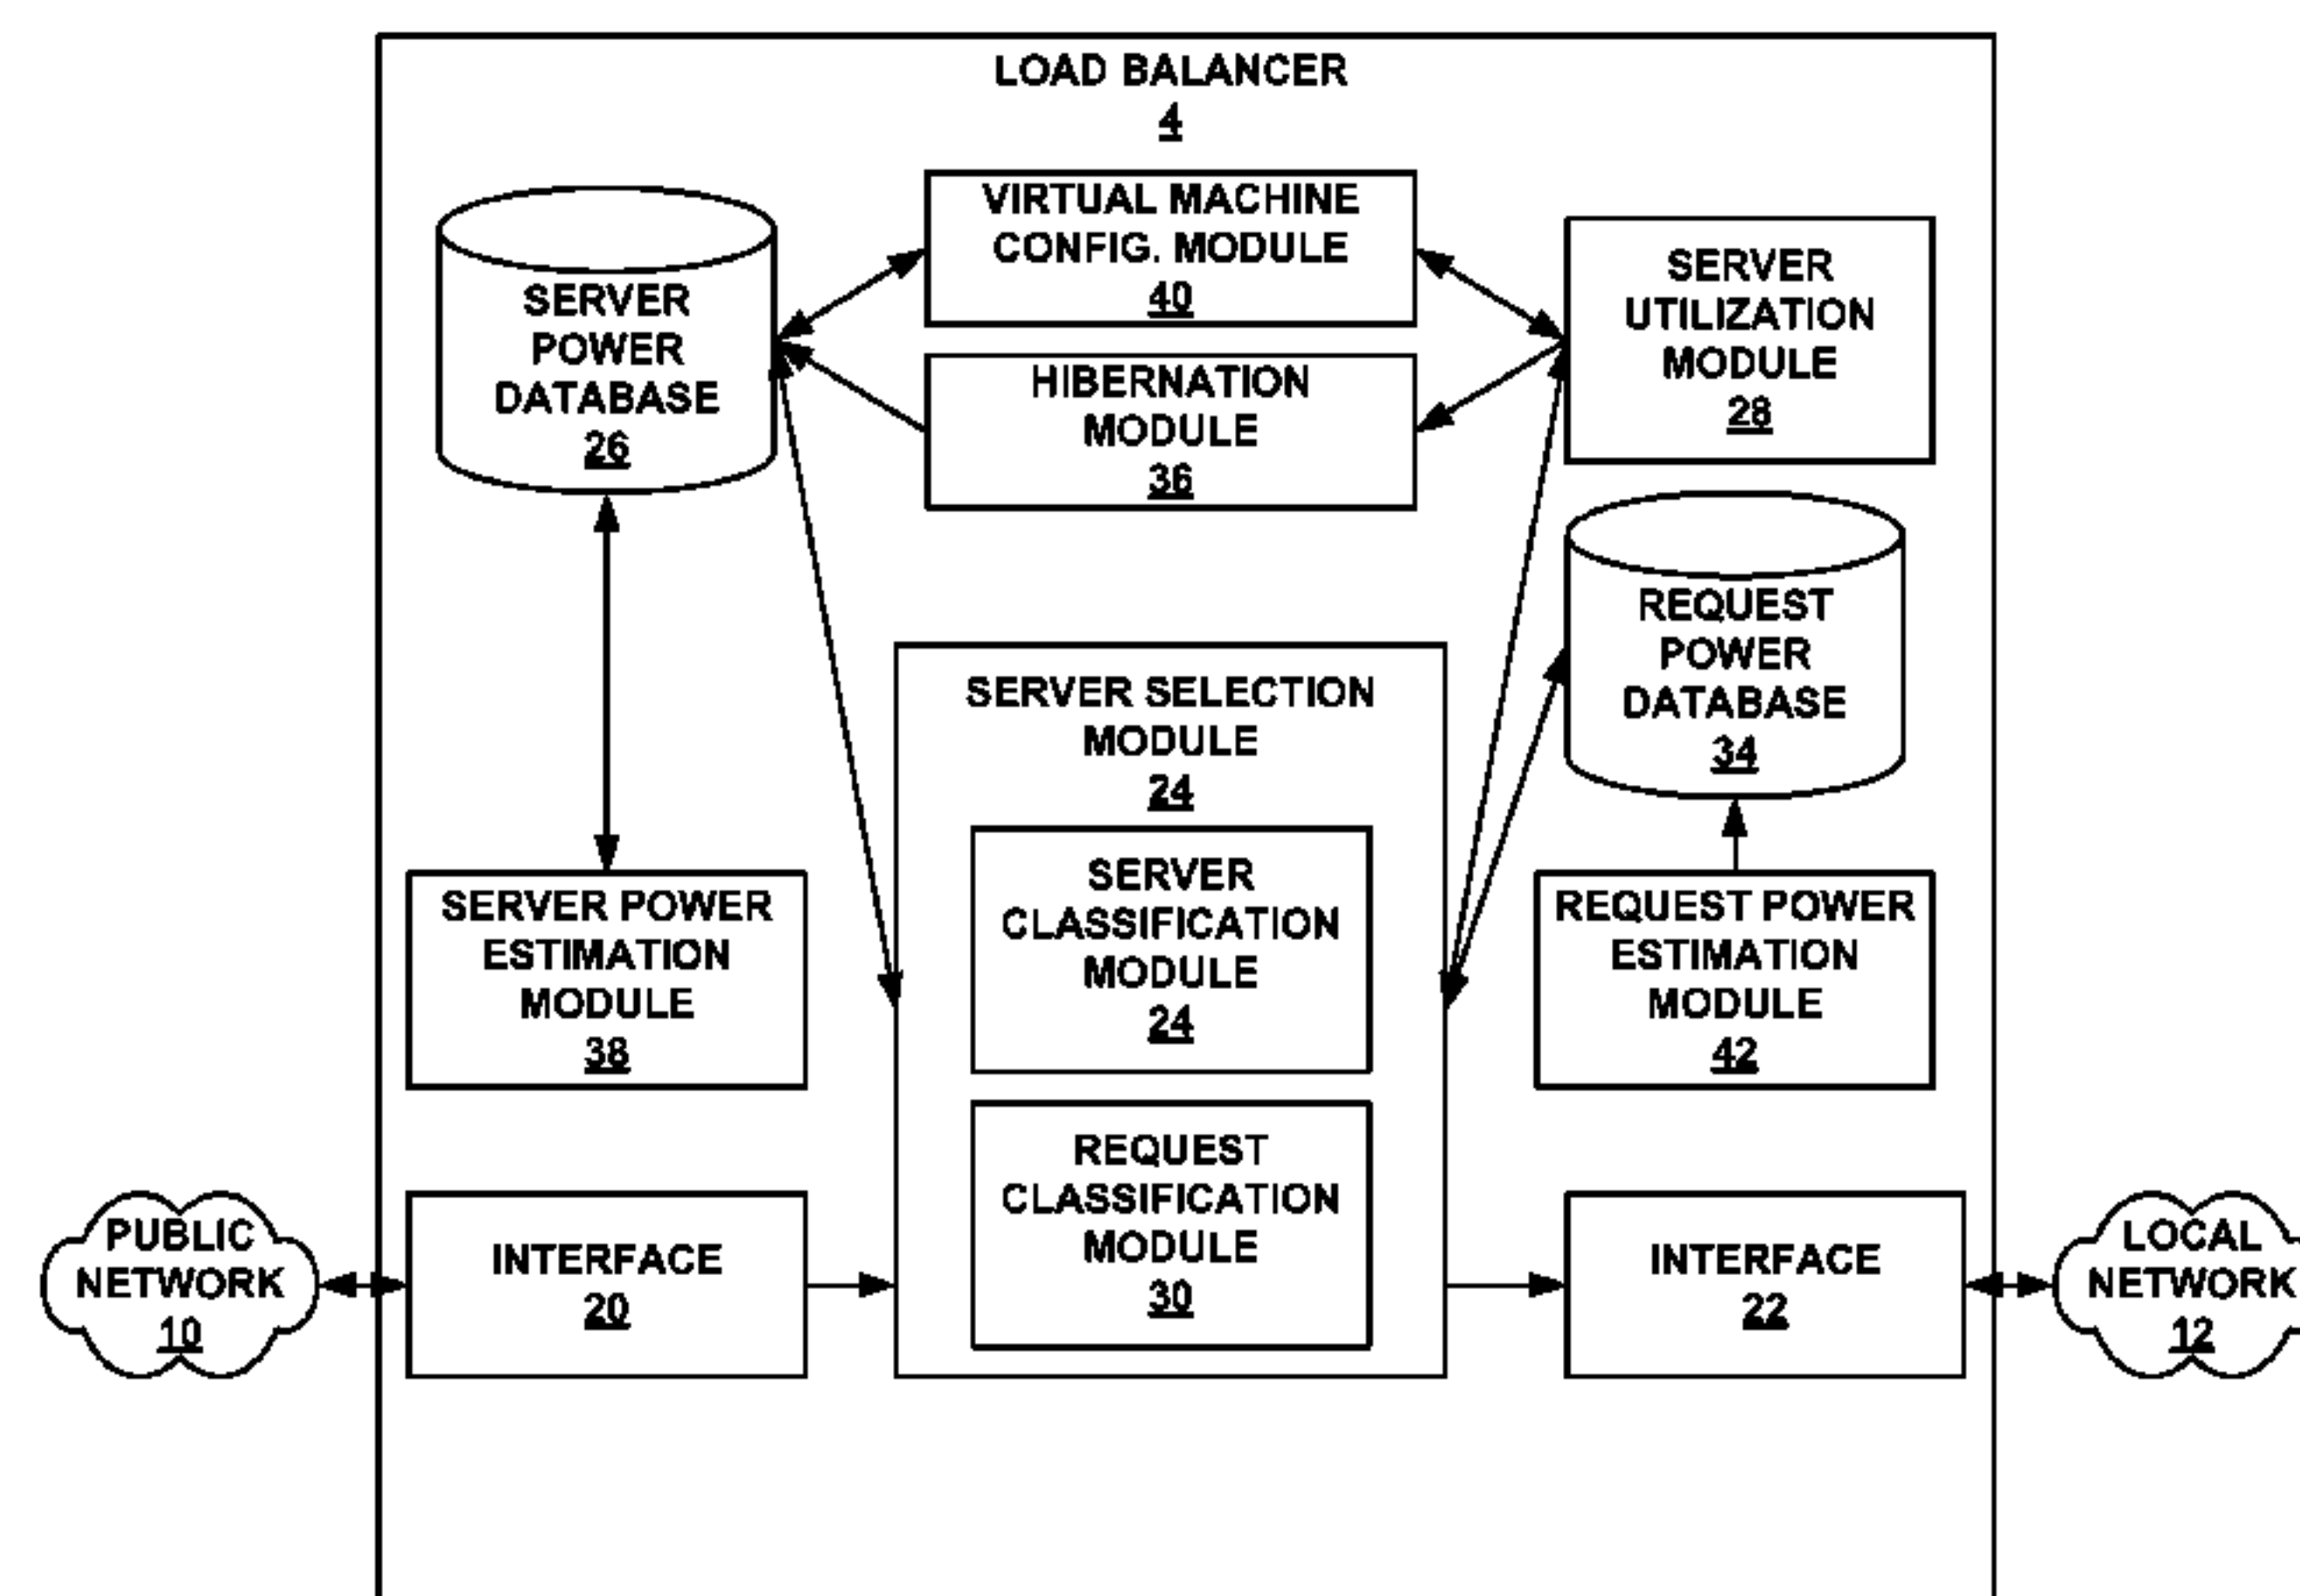 LOAD BALANCER
4
VIRTUAL MACHINE
CONFIG. MODULE
40
SERVER
POWER
DATABASE
26
HIBERNATION
MODULE
36
SERVER
UTILIZATION
MODULE
28
REQUEST
POWER
DATABASE
34
SERVER SELECTION
MODULE
24
SERVER
CLASSIFICATION
MODULE
24
SERVER POWER
ESTIMATION
MODULE
38
REQUEST POWER
ESTIMATION
MODULE
42
REQUEST
CLASSIFICATION
MODULE
30
PUBLIC
NETWORK
10
INTERFACE
20
INTERFACE
22
LOCAL
NETWORK
12